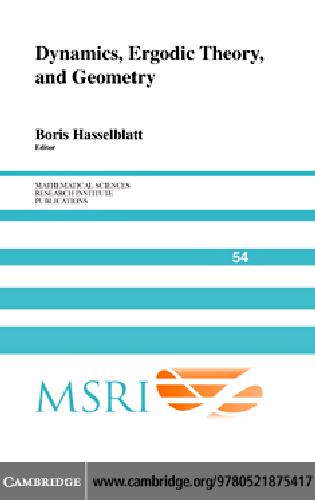 Dynamics, Ergodic Theory,
and Geometry
Boris Hasselblatt
Editor
MATHEMATICAL SCIENCES
RESEARCH INSTITUTE
PUBLICATIONS
54
MSRI
CAMBRIDGE www.cambridge.org/9780521875417